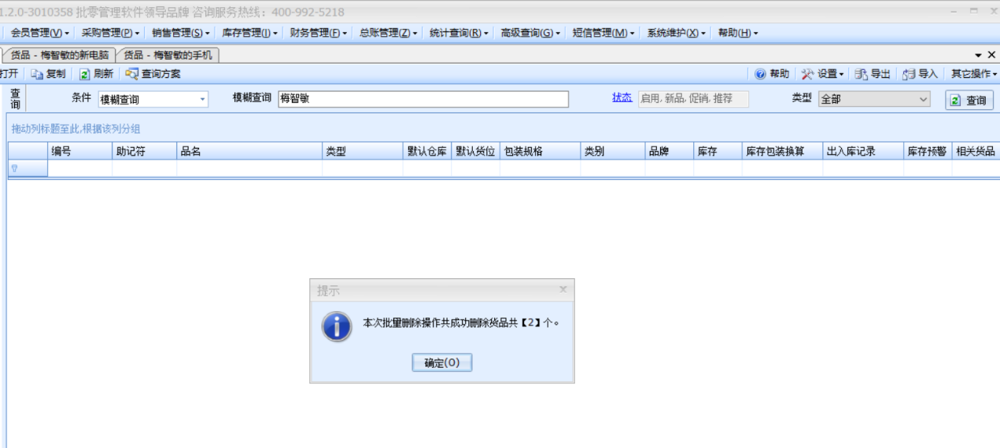 1.2.0-3010358 批零管理软件领导品牌 咨询服务热线：400-992-5218
会员管理(V) 采购管理(P) 销售管理(S) 库存管理(I) 财务管理(F) 总账管理(Z) 统计查询(R) 高级查询(G) 短信管理(M) 系统维护(X) 帮助(H)
货品 - 梅智敏的新电脑 货品 - 梅智敏的手机
打开 复制 刷新 查询方案 帮助 设置 导出 导入 其它操作
查询 条件 模糊查询 模糊查询 梅智敏 状态 启用, 新品, 促销, 推荐 类型 全部 查询
拖动列标题至此,根据该列分组
编号 助记符 品名 类型 默认仓库 默认货位 包装规格 类别 品牌 库存 库存包装换算 出入库记录 库存预警 相关货品
提示
本次批量删除操作共成功删除货品共【2】个。
确定(O)